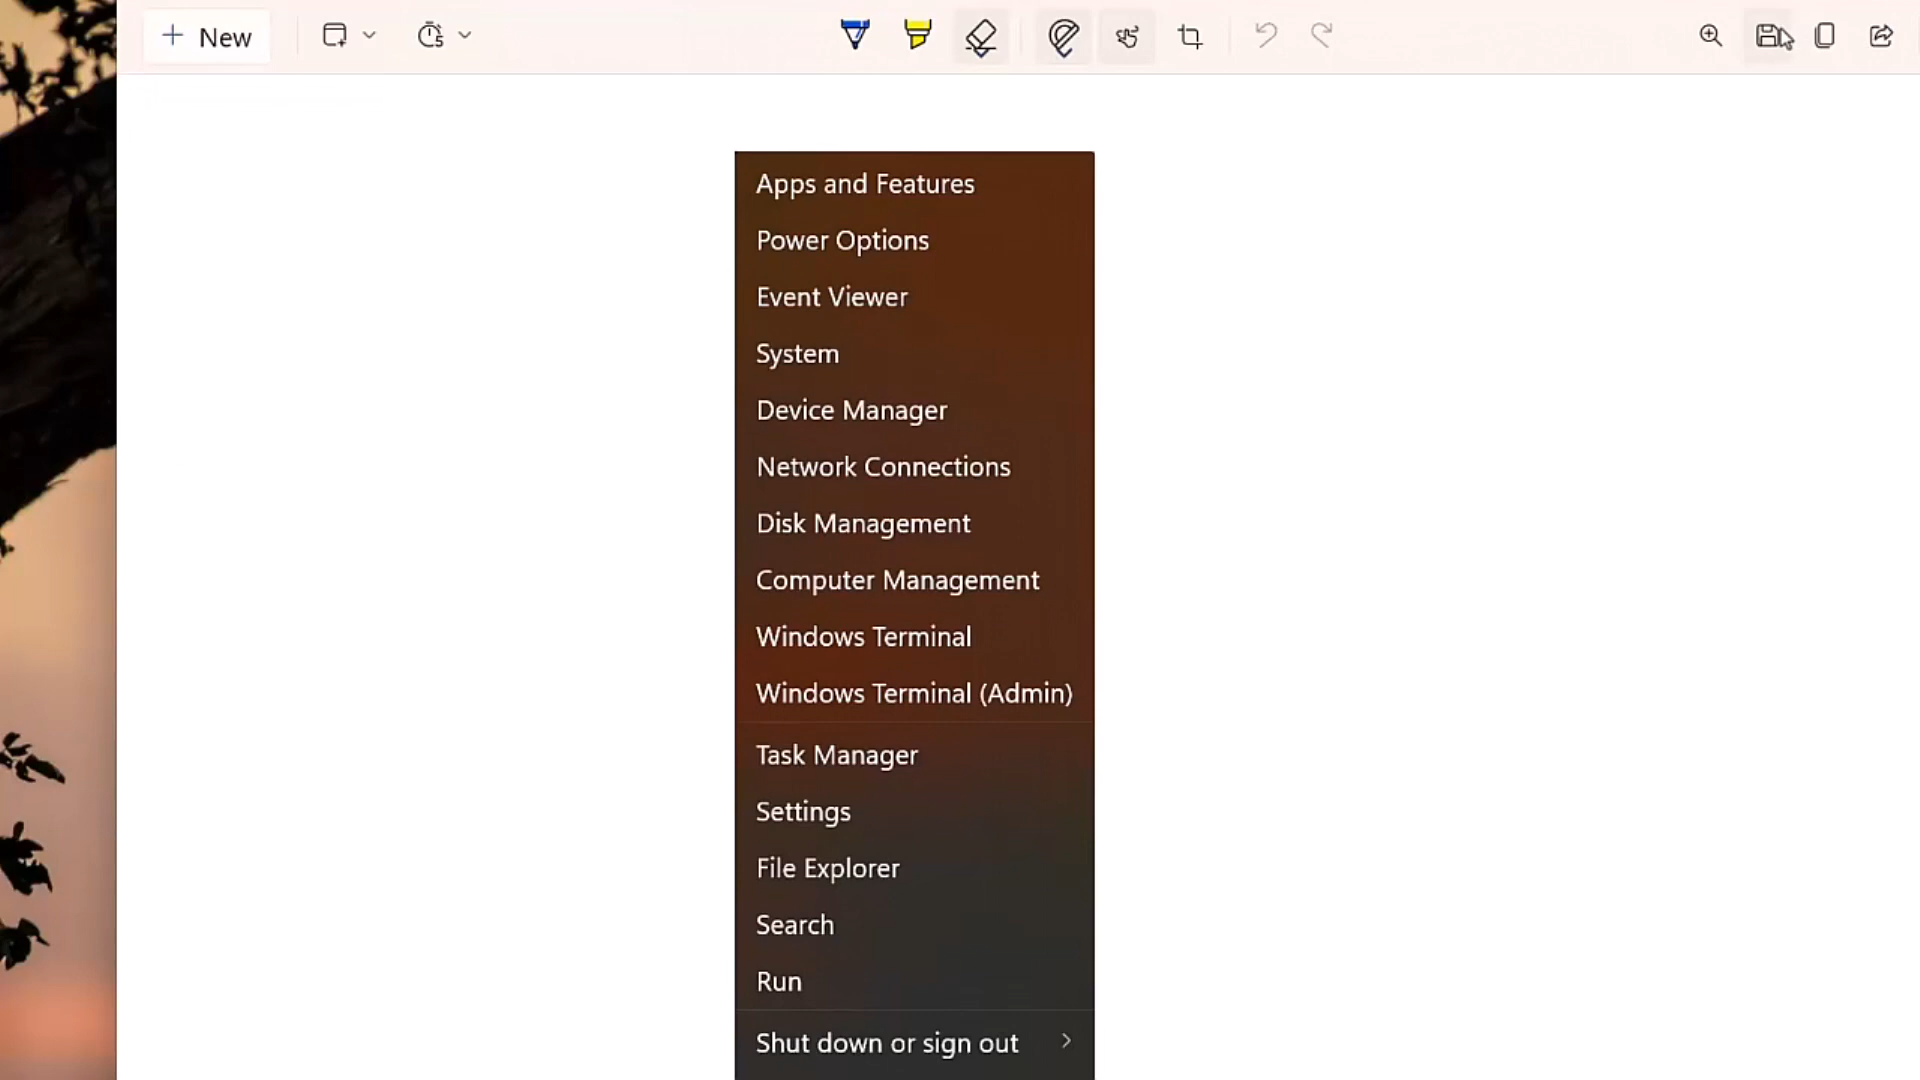 New
5
Apps and Features
Power Options
Event Viewer
System
Device Manager
Network Connections
Disk Management
Computer Management
Windows Terminal
Windows Terminal (Admin)
Task Manager
Settings
File Explorer
Search
Run
Shut down or sign out